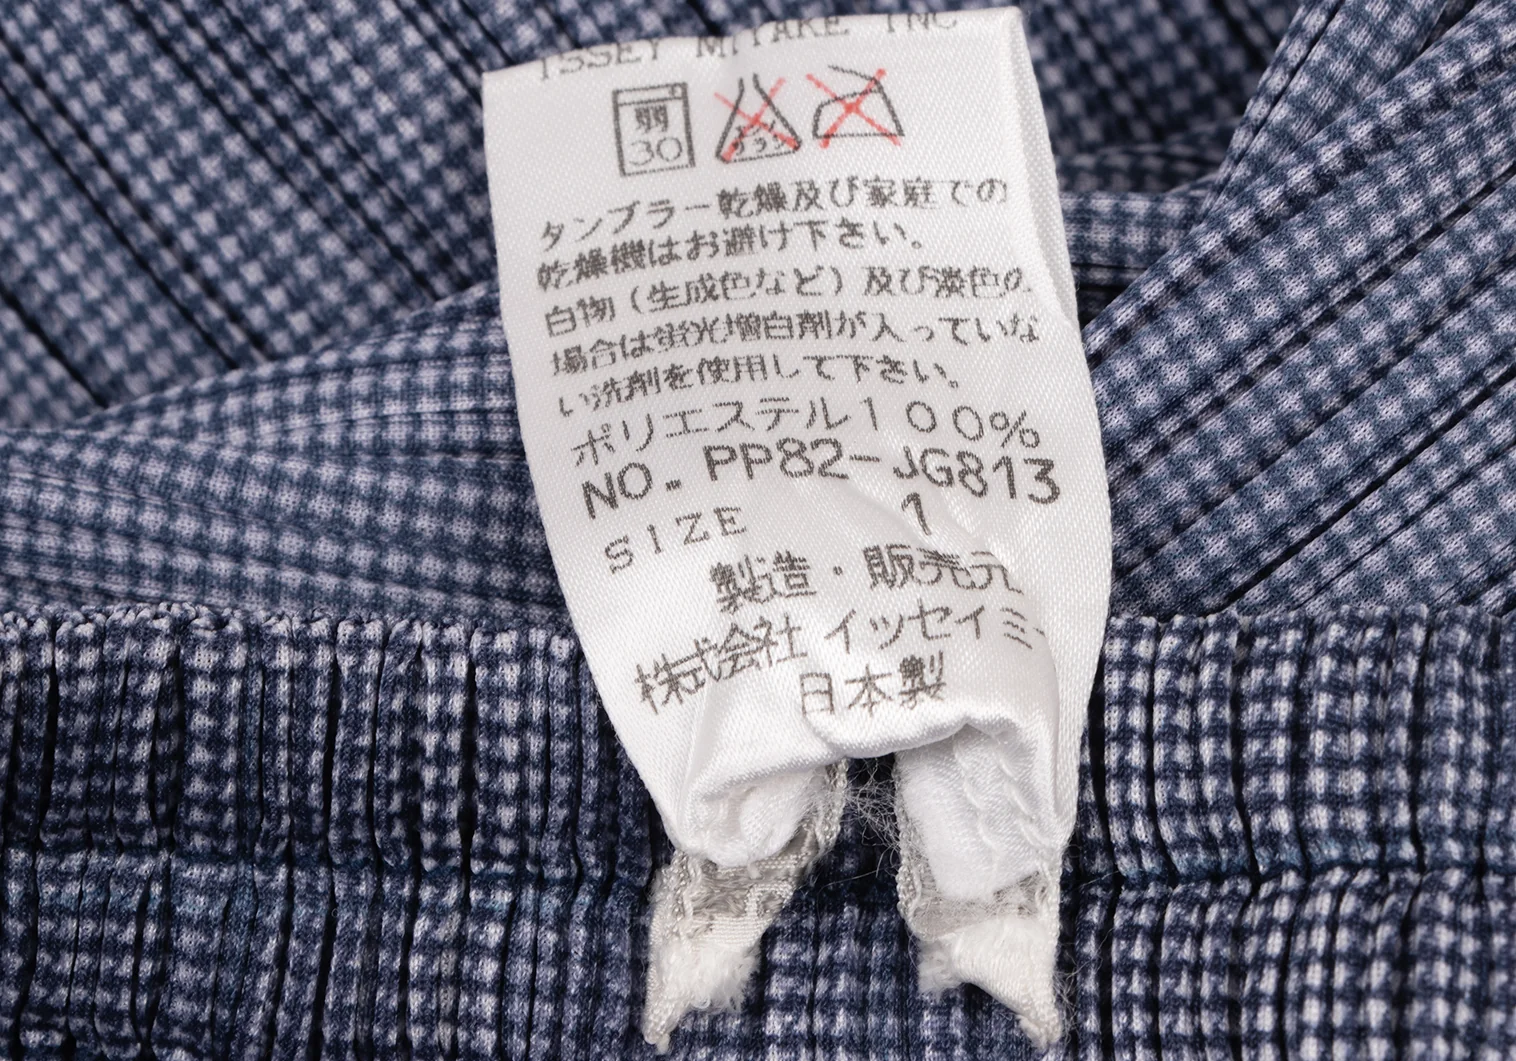 ISSEY MIYAKE INC
弱
30
タンブラー乾燥及び家庭での
乾燥機はお避け下さい。
白物(生成色など)及び淡色の
場合は蛍光増白剤が入っていな
い洗剤を使用して下さい。
ポリエステル100%
NO. PP82-JG813
SIZE 1
製造・販売元
株式会社 イッセイミ
日本製